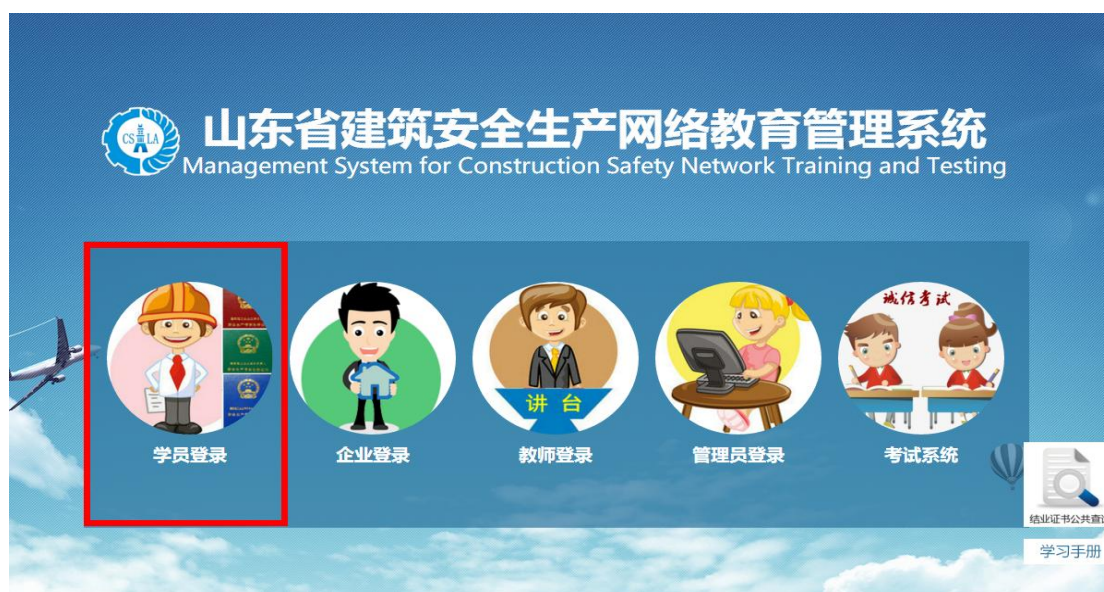 CS LA
山东省建筑安全生产网络教育管理系统
Management System for Construction Safety Network Training and Testing
诚信考试
讲台
学员登录
企业登录
教师登录
管理员登录
考试系统
结业证书公共查询
学习手册